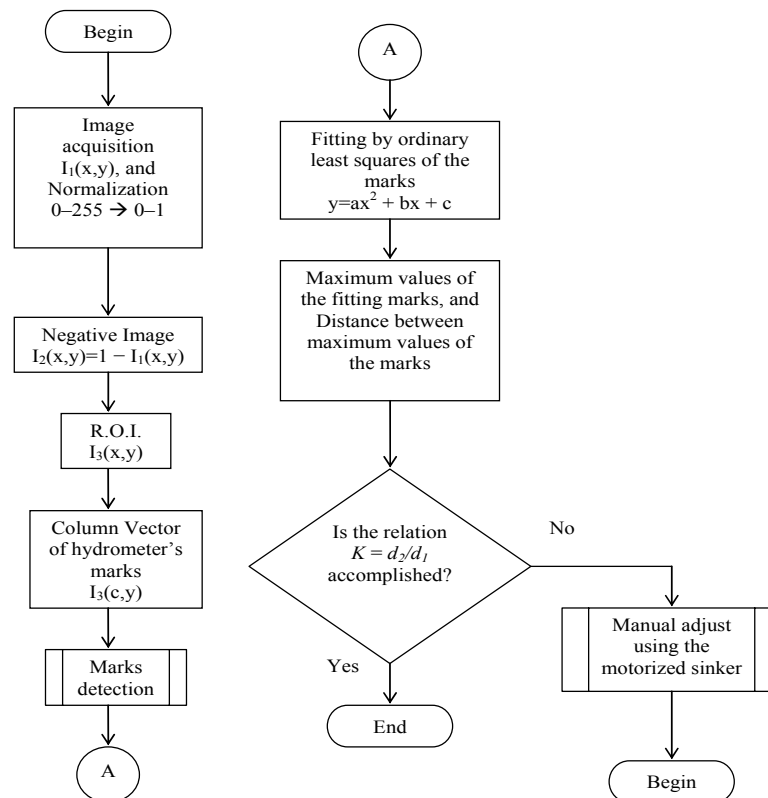 Begin
Image
acquisition
I₁(x,y), and
Normalization
0–255 → 0–1
Negative Image
I₂(x,y)=1 − I₁(x,y)
R.O.I.
I₃(x,y)
Column Vector
of hydrometer's
marks
I₃(c,y)
Marks
detection
A
A
Fitting by ordinary
least squares of the
marks
y=ax² + bx + c
Maximum values of
the fitting marks, and
Distance between
maximum values of
the marks
Is the relation
K = d₂/d₁
accomplished?
No
Yes
Manual adjust
using the
motorized sinker
End
Begin